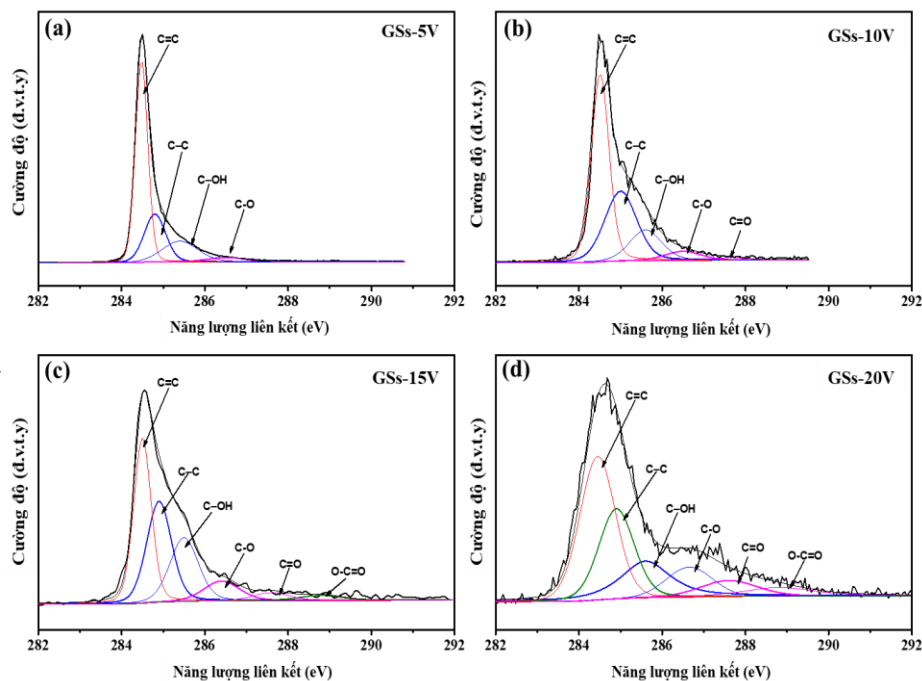 (a)
GSs-5V
C=C
C–C
C–OH
C-O
Cường độ (đ.v.t.y)
282 284 286 288 290 292
Năng lượng liên kết (eV)
(b)
GSs-10V
C=C
C–C
C–OH
C-O
C=O
Cường độ (đ.v.t.y)
282 284 286 288 290 292
Năng lượng liên kết (eV)
(c)
GSs-15V
C=C
C–C
C–OH
C-O
C=O
O-C=O
Cường độ (đ.v.t.y)
282 284 286 288 290 292
Năng lượng liên kết (eV)
(d)
GSs-20V
C=C
C–C
C–OH
C-O
C=O
O-C=O
Cường độ (đ.v.t.y)
282 284 286 288 290 292
Năng lượng liên kết (eV)